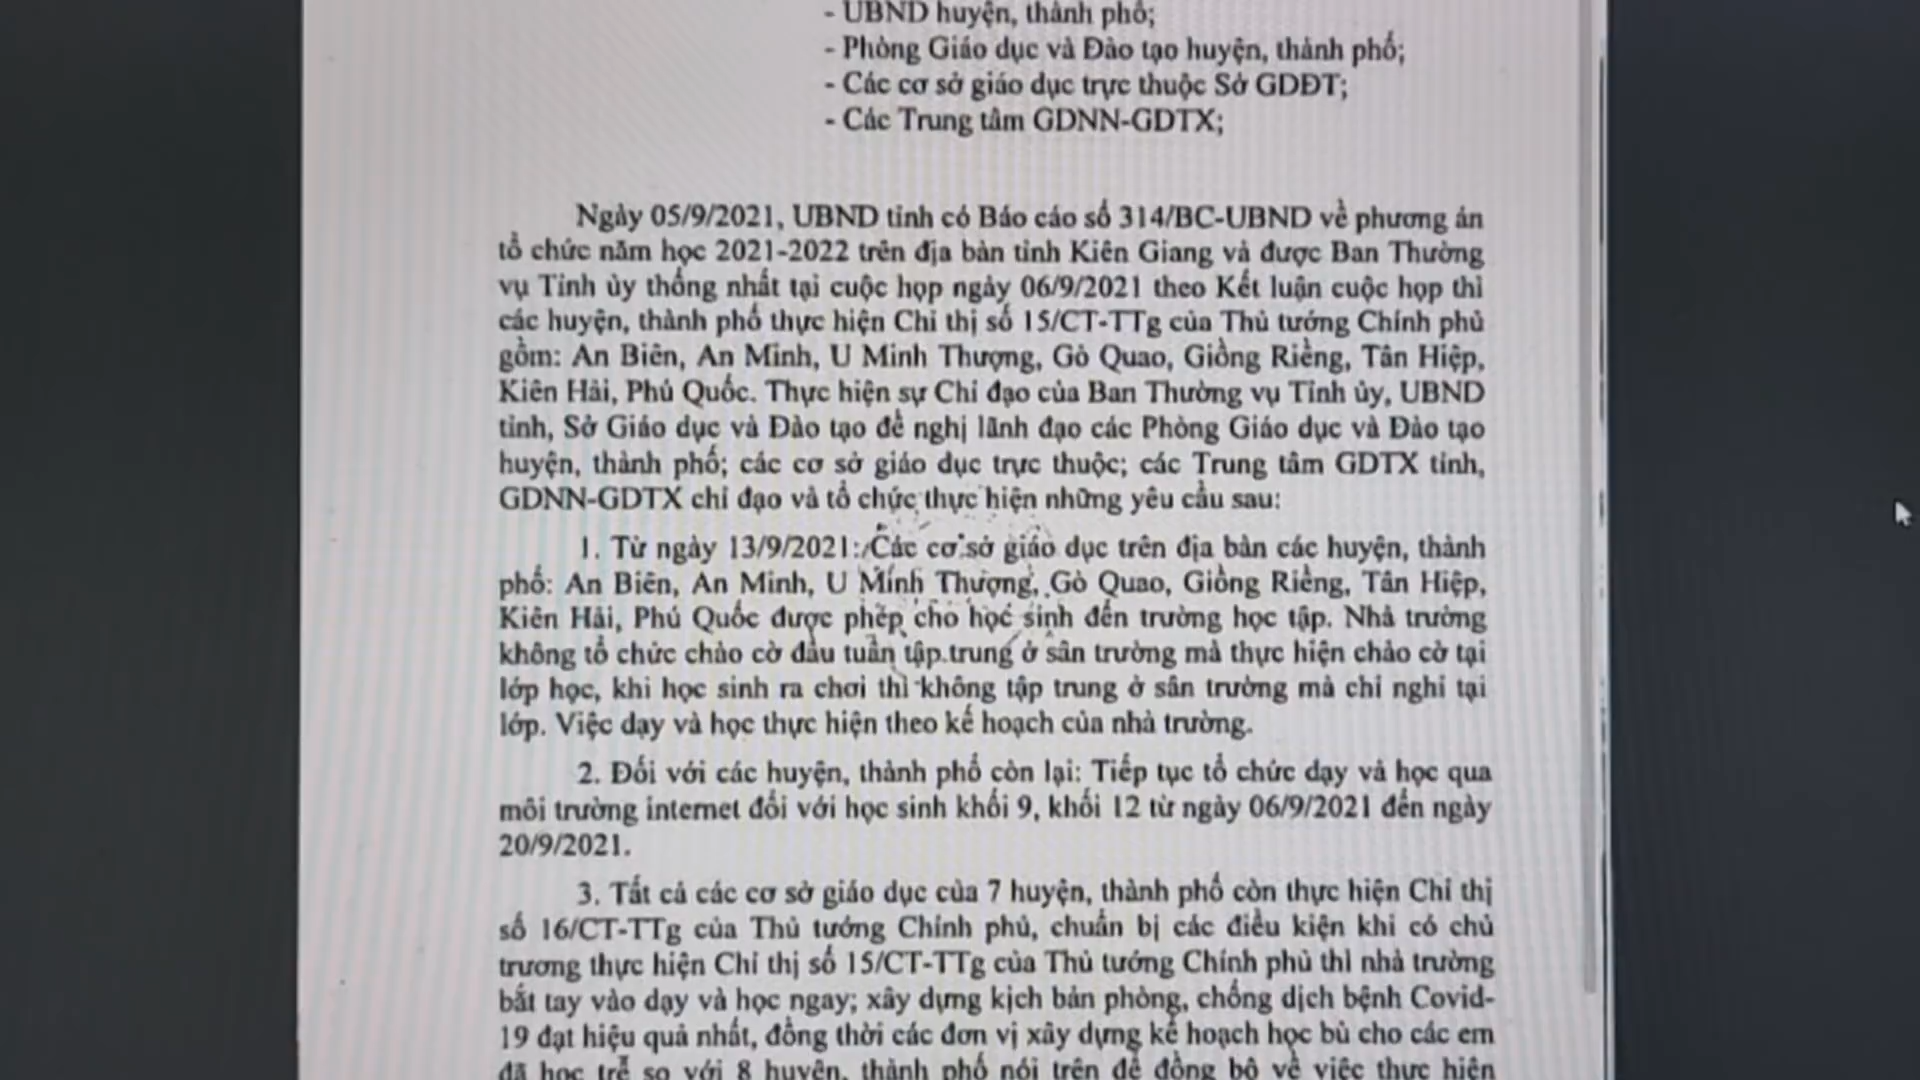 - UBND huyện, thành phố;
- Phòng Giáo dục và Đào tạo huyện, thành phố;
- Các cơ sở giáo dục trực thuộc Sở GDĐT;
- Các Trung tâm GDNN-GDTX;
Ngày 05/9/2021, UBND tỉnh có Báo cáo số 314/BC-UBND về phương án
tổ chức năm học 2021-2022 trên địa bàn tỉnh Kiên Giang và được Ban Thường
vụ Tỉnh ủy thống nhất tại cuộc họp ngày 06/9/2021 theo Kết luận cuộc họp thì
các huyện, thành phố thực hiện Chỉ thị số 15/CT-TTg của Thủ tướng Chính phủ
gồm: An Biên, An Minh, U Minh Thượng, Gò Quao, Giồng Riềng, Tân Hiệp,
Kiên Hải, Phú Quốc. Thực hiện sự Chỉ đạo của Ban Thường vụ Tỉnh ủy, UBND
tỉnh, Sở Giáo dục và Đào tạo đề nghị lãnh đạo các Phòng Giáo dục và Đào tạo
huyện, thành phố; các cơ sở giáo dục trực thuộc; các Trung tâm GDTX tỉnh,
GDNN-GDTX chỉ đạo và tổ chức thực hiện những yêu cầu sau:
1. Từ ngày 13/9/2021: Các cơ sở giáo dục trên địa bàn các huyện, thành
phố: An Biên, An Minh, U Minh Thượng, Gò Quao, Giồng Riềng, Tân Hiệp,
Kiên Hải, Phú Quốc được phép cho học sinh đến trường học tập. Nhà trường
không tổ chức chào cờ đầu tuần tập trung ở sân trường mà thực hiện chào cờ tại
lớp học, khi học sinh ra chơi thì không tập trung ở sân trường mà chỉ nghỉ tại
lớp. Việc dạy và học thực hiện theo kế hoạch của nhà trường.
2. Đối với các huyện, thành phố còn lại: Tiếp tục tổ chức dạy và học qua
môi trường internet đối với học sinh khối 9, khối 12 từ ngày 06/9/2021 đến ngày
20/9/2021.
3. Tất cả các cơ sở giáo dục của 7 huyện, thành phố còn thực hiện Chỉ thị
số 16/CT-TTg của Thủ tướng Chính phủ, chuẩn bị các điều kiện khi có chủ
trương thực hiện Chỉ thị số 15/CT-TTg của Thủ tướng Chính phủ thì nhà trường
bắt tay vào dạy và học ngay; xây dựng kịch bản phòng, chống dịch bệnh Covid-
19 đạt hiệu quả nhất, đồng thời các đơn vị xây dựng kế hoạch học bù cho các em
đã học trễ so với 8 huyện, thành phố nói trên để đồng bộ về việc thực hiện